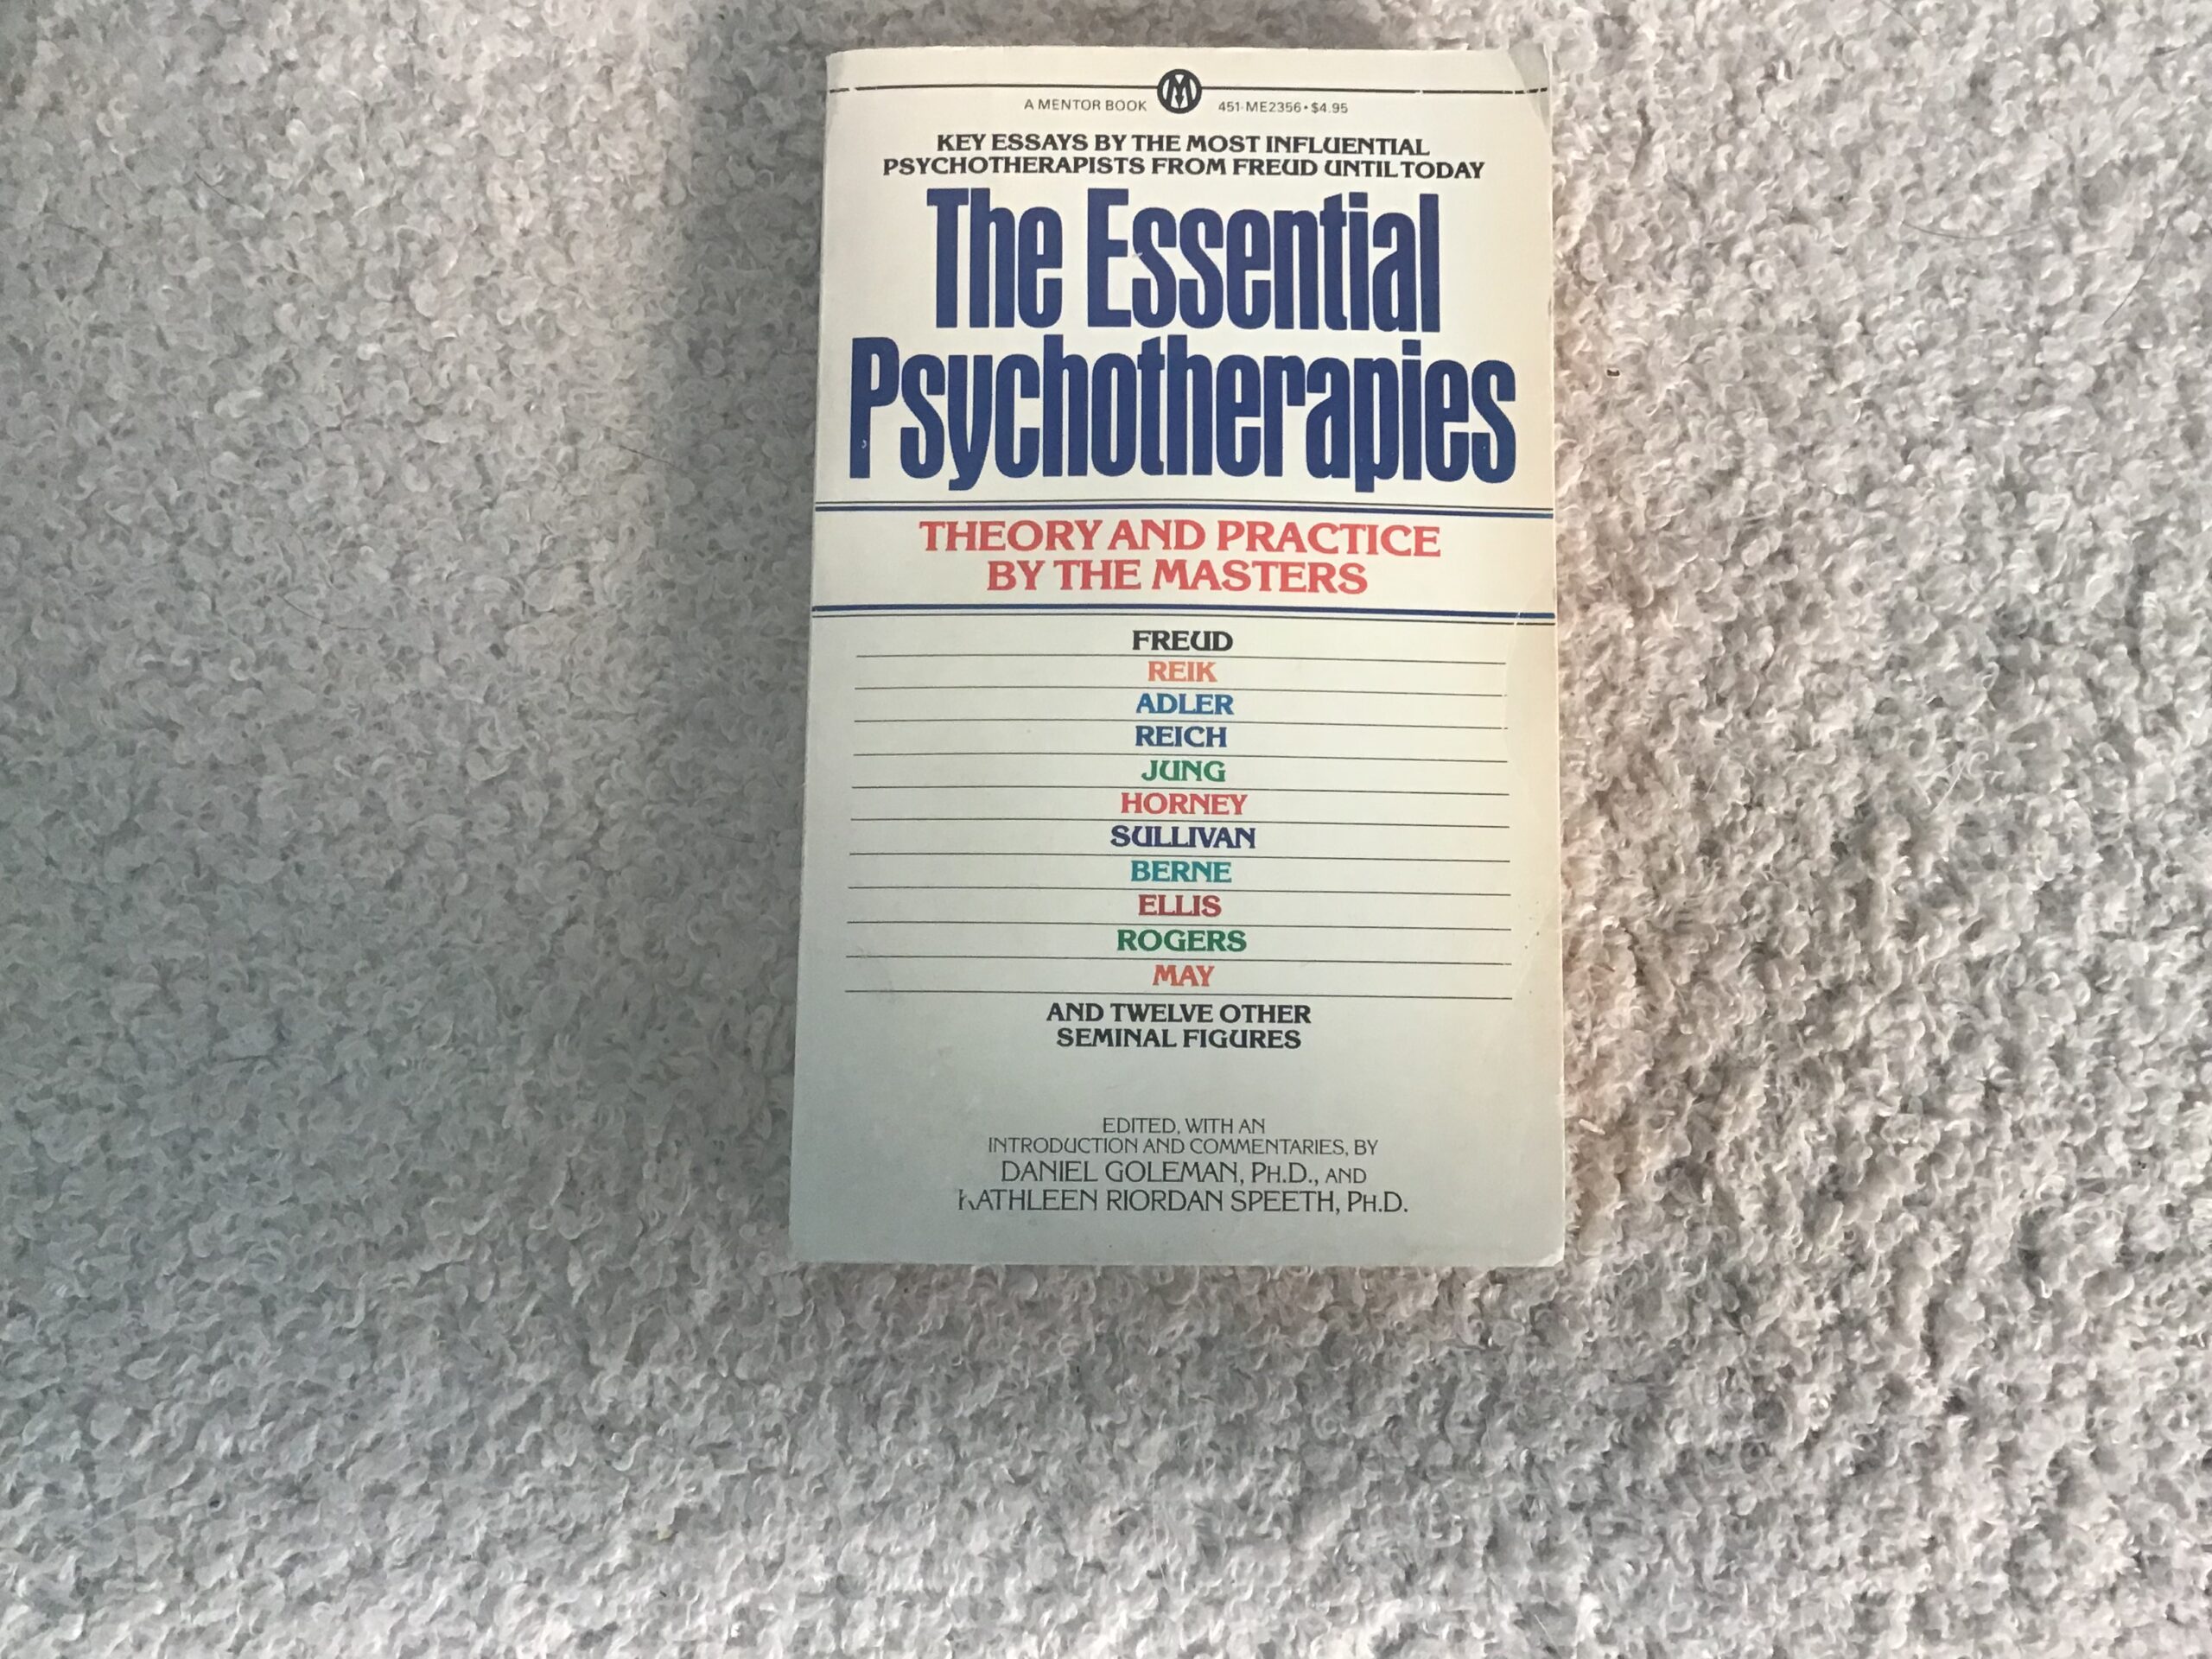 A MENTOR BOOK M 451-ME2356 • $4.95
KEY ESSAYS BY THE MOST INFLUENTIAL
PSYCHOTHERAPISTS FROM FREUD UNTIL TODAY
The Essential
Psychotherapies
THEORY AND PRACTICE
BY THE MASTERS
FREUD
REIK
ADLER
REICH
JUNG
HORNEY
SULLIVAN
BERNE
ELLIS
ROGERS
MAY
AND TWELVE OTHER
SEMINAL FIGURES
EDITED, WITH AN
INTRODUCTION AND COMMENTARIES, BY
DANIEL GOLEMAN, PH.D., AND
KATHLEEN RIORDAN SPEETH, PH.D.